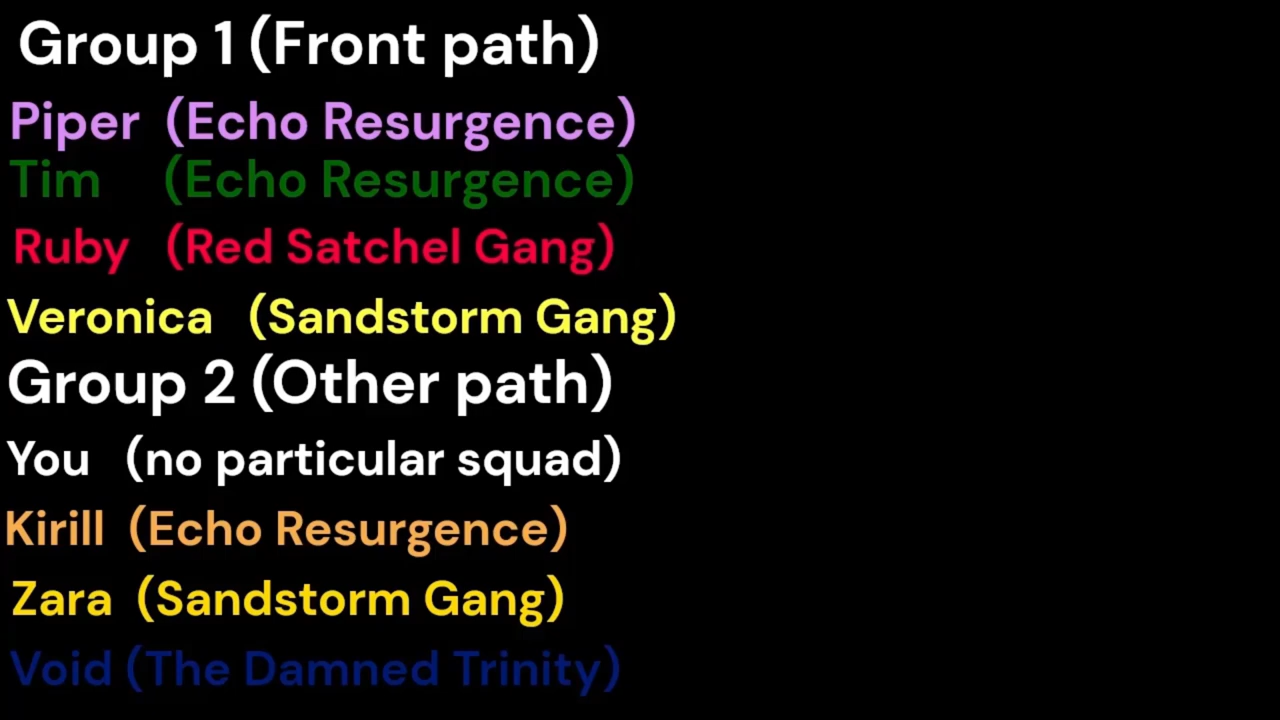 Group 1 (Front path)
Piper (Echo Resurgence)
Tim (Echo Resurgence)
Ruby (Red Satchel Gang)
Veronica (Sandstorm Gang)
Group 2 (Other path)
You (no particular squad)
Kirill (Echo Resurgence)
Zara (Sandstorm Gang)
Void (The Damned Trinity)